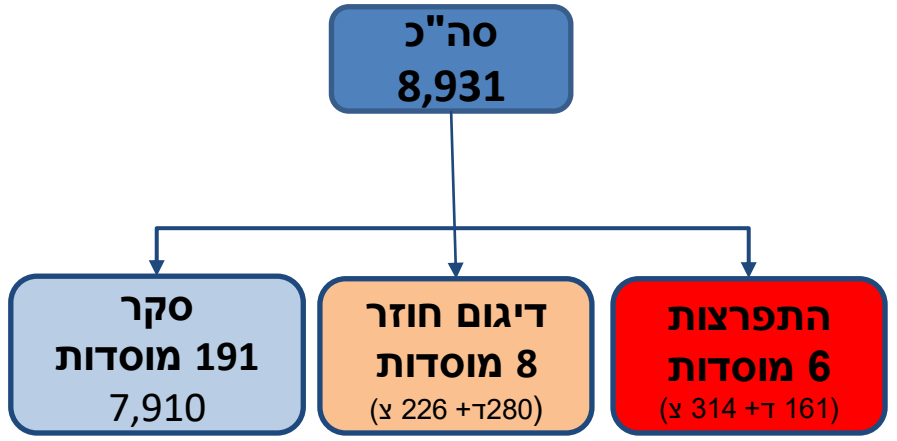 סה"כ
8,931
התפרצות
6 מוסדות
(161 ד+ 314 צ)
דיגום חוזר
8 מוסדות
(280ד+ 226 צ)
סקר
191 מוסדות
7,910